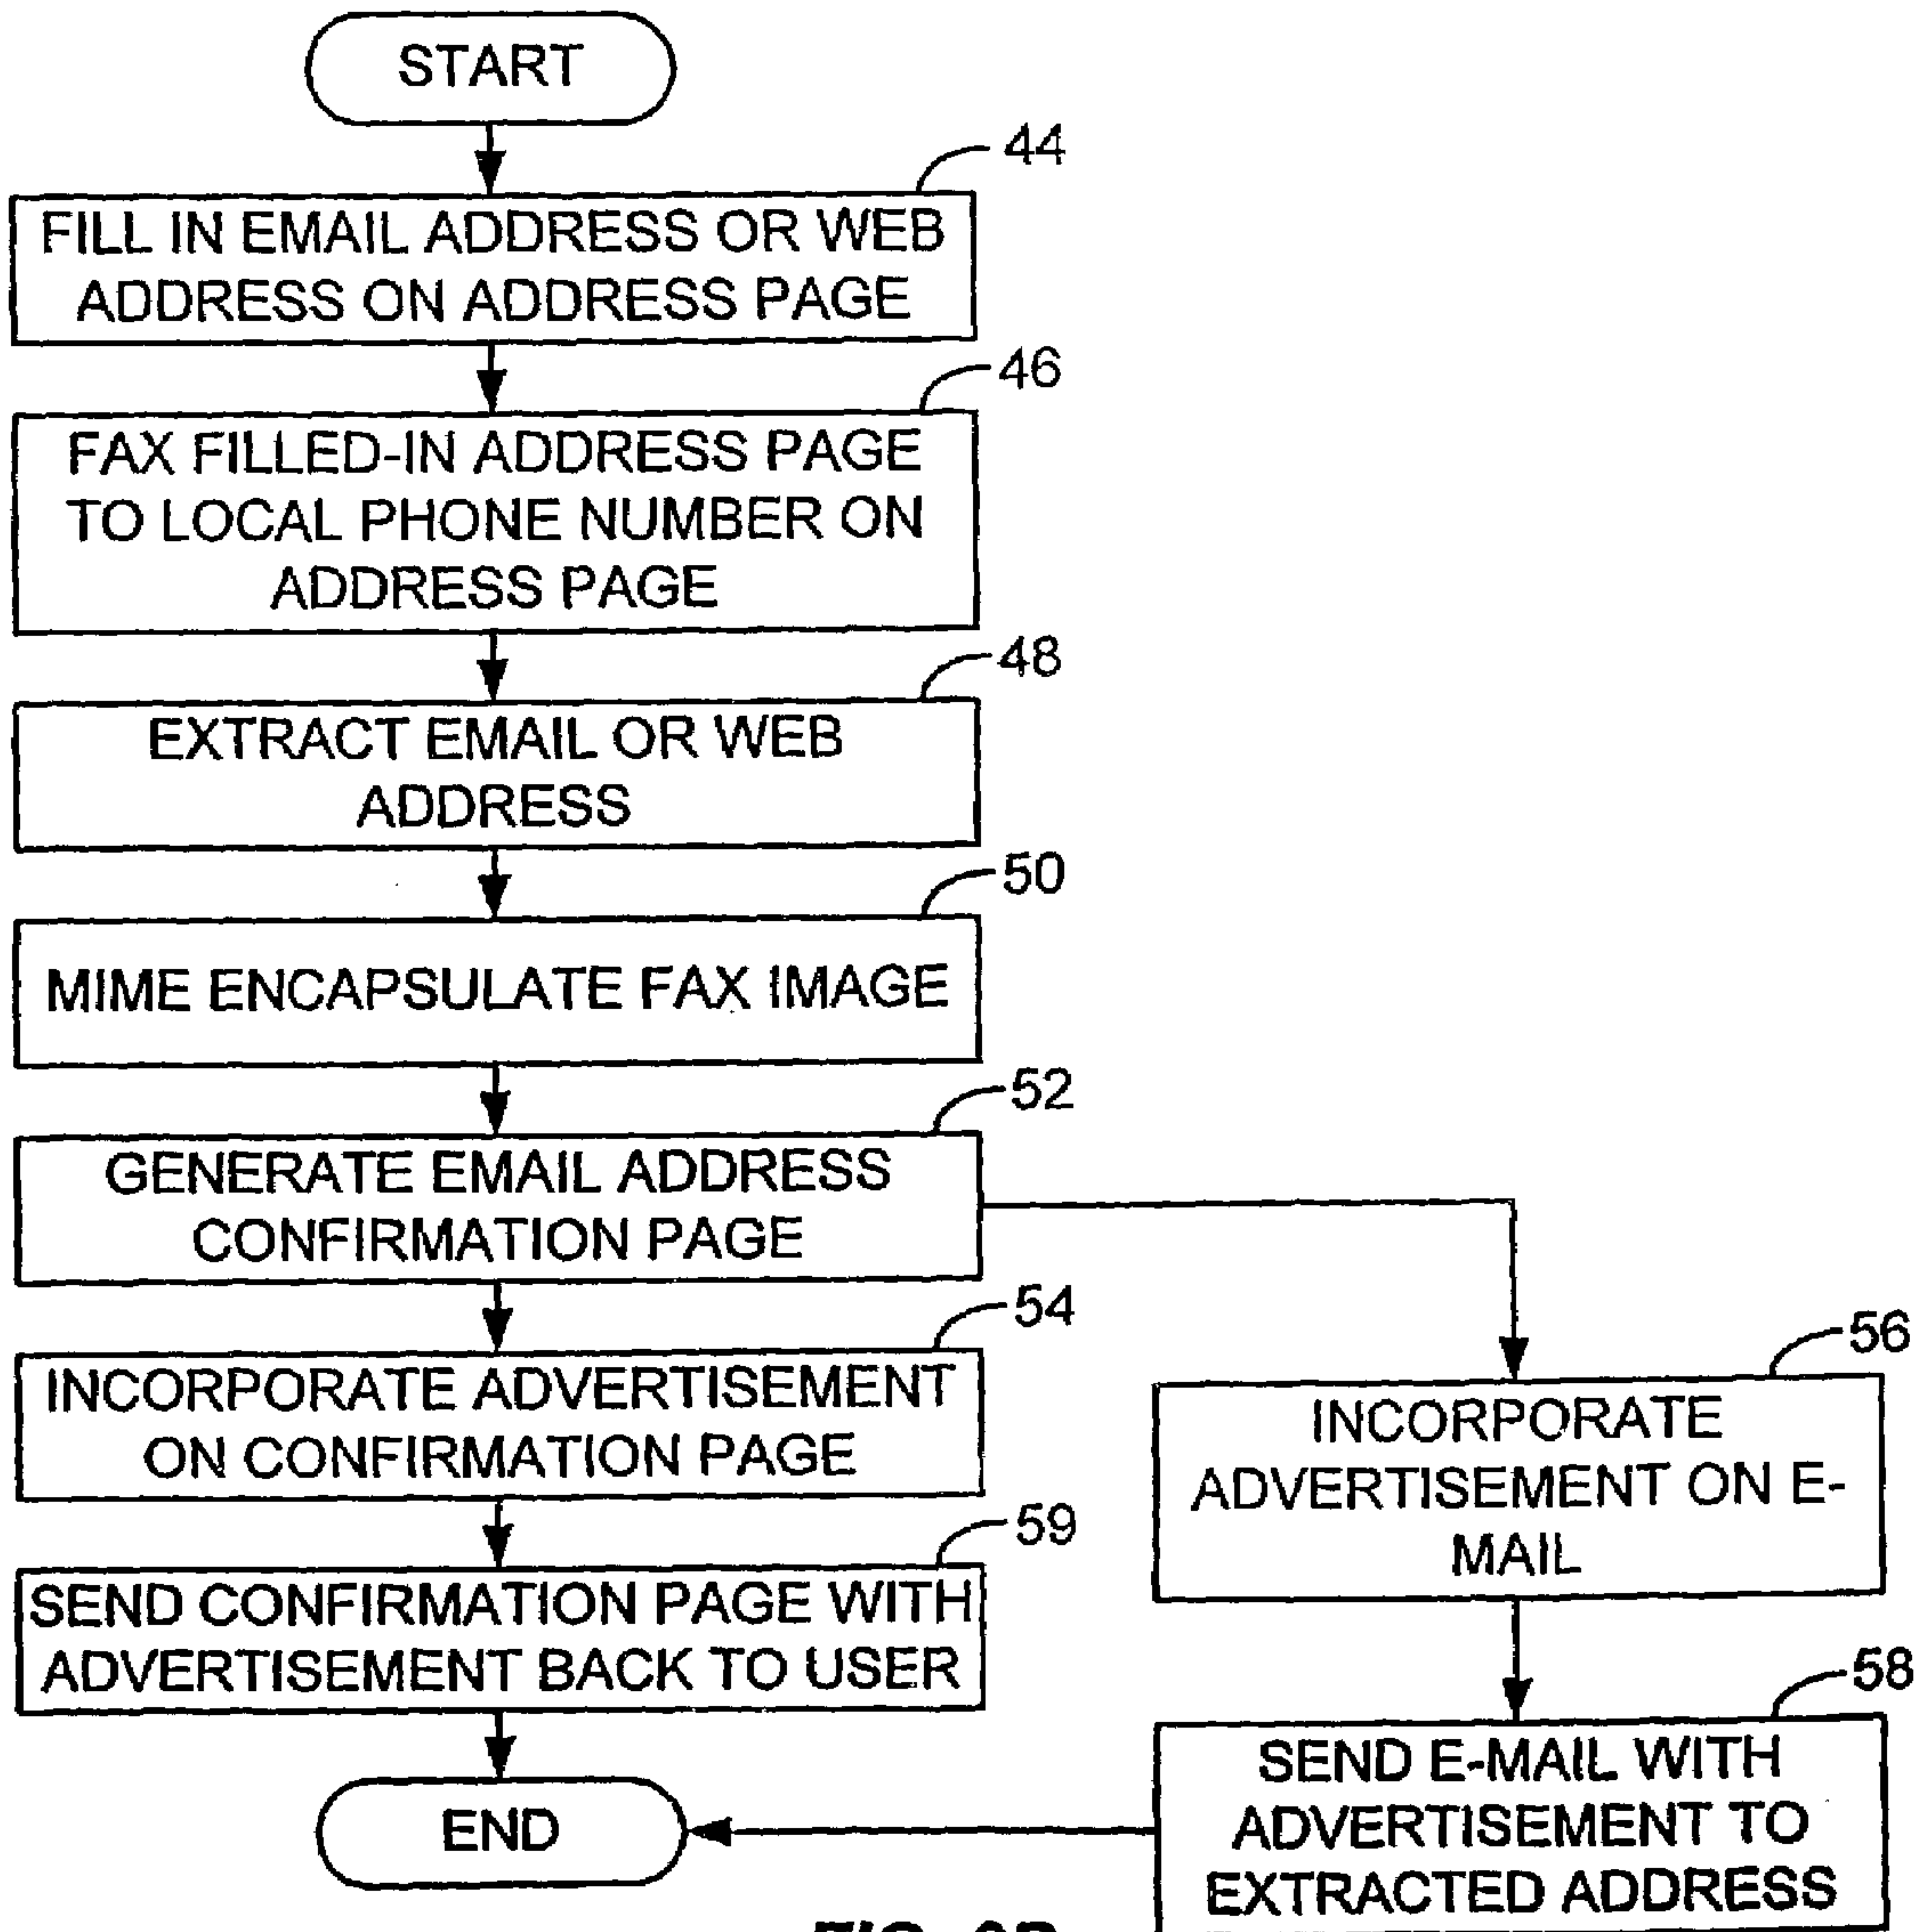 START
44
FILL IN EMAIL ADDRESS OR WEB
ADDRESS ON ADDRESS PAGE
46
FAX FILLED-IN ADDRESS PAGE
TO LOCAL PHONE NUMBER ON
ADDRESS PAGE
48
EXTRACT EMAIL OR WEB
ADDRESS
50
MIME ENCAPSULATE FAX IMAGE
52
GENERATE EMAIL ADDRESS
CONFIRMATION PAGE
54
INCORPORATE ADVERTISEMENT
ON CONFIRMATION PAGE
59
SEND CONFIRMATION PAGE WITH
ADVERTISEMENT BACK TO USER
56
INCORPORATE
ADVERTISEMENT ON E-
MAIL
58
SEND E-MAIL WITH
ADVERTISEMENT TO
EXTRACTED ADDRESS
END